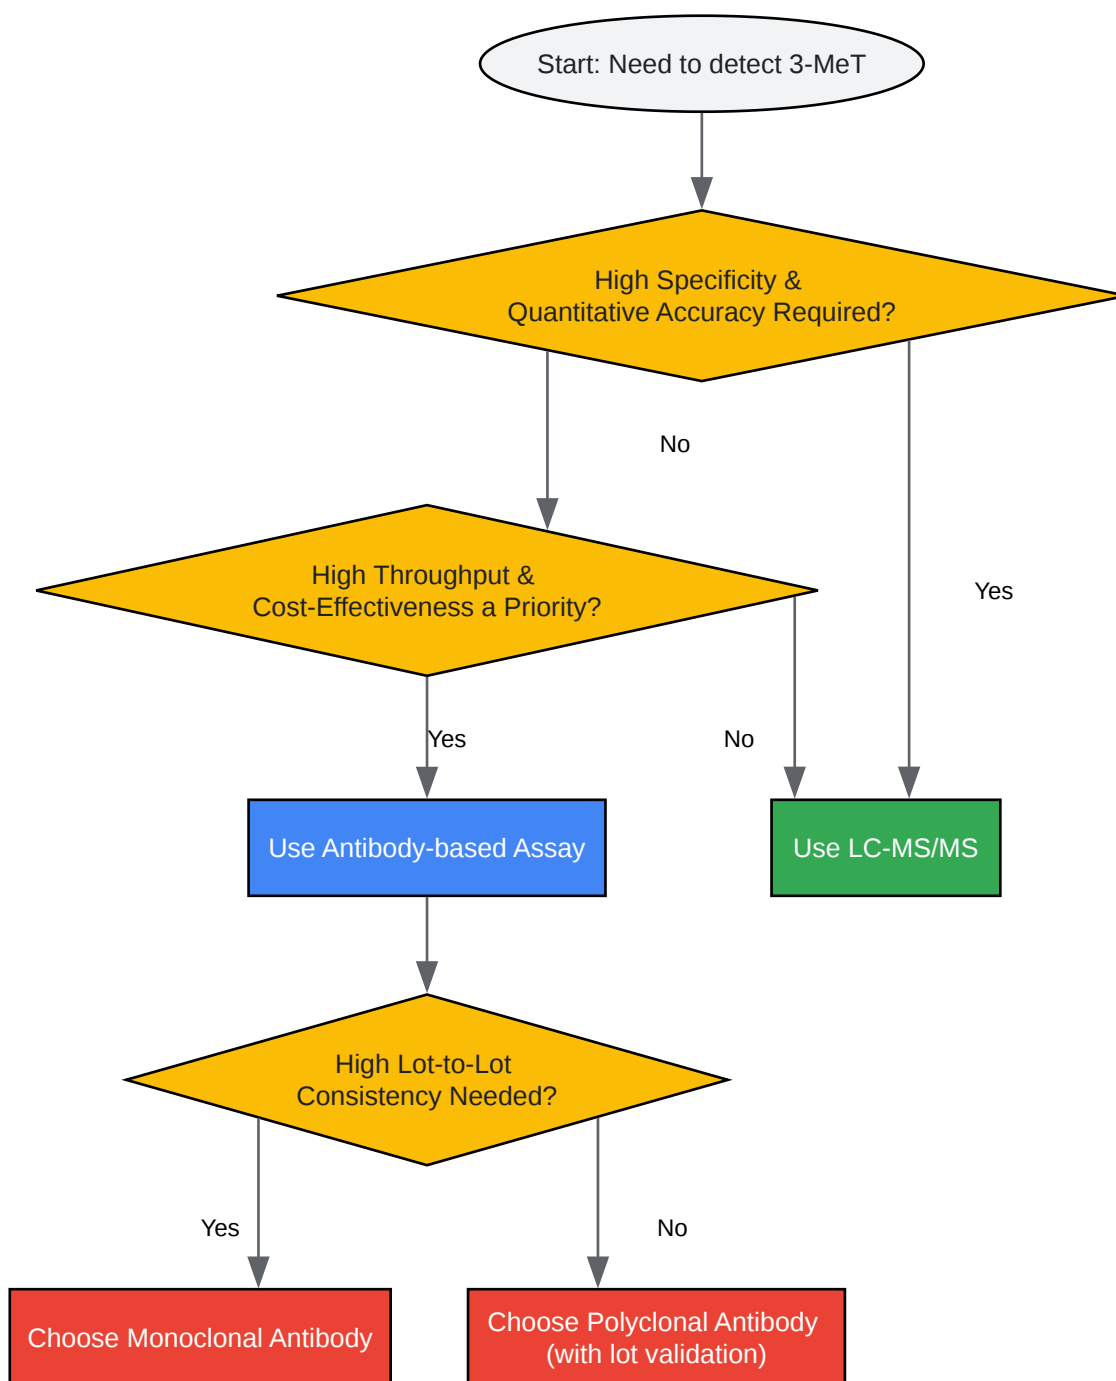 Start: Need to detect 3-MeT
High Specificity &
Quantitative Accuracy Required?
No
High Throughput &
Cost-Effectiveness a Priority?
Yes
Yes
No
Use Antibody-based Assay
Use LC-MS/MS
High Lot-to-Lot
Consistency Needed?
Yes
No
Choose Monoclonal Antibody
Choose Polyclonal Antibody
(with lot validation)